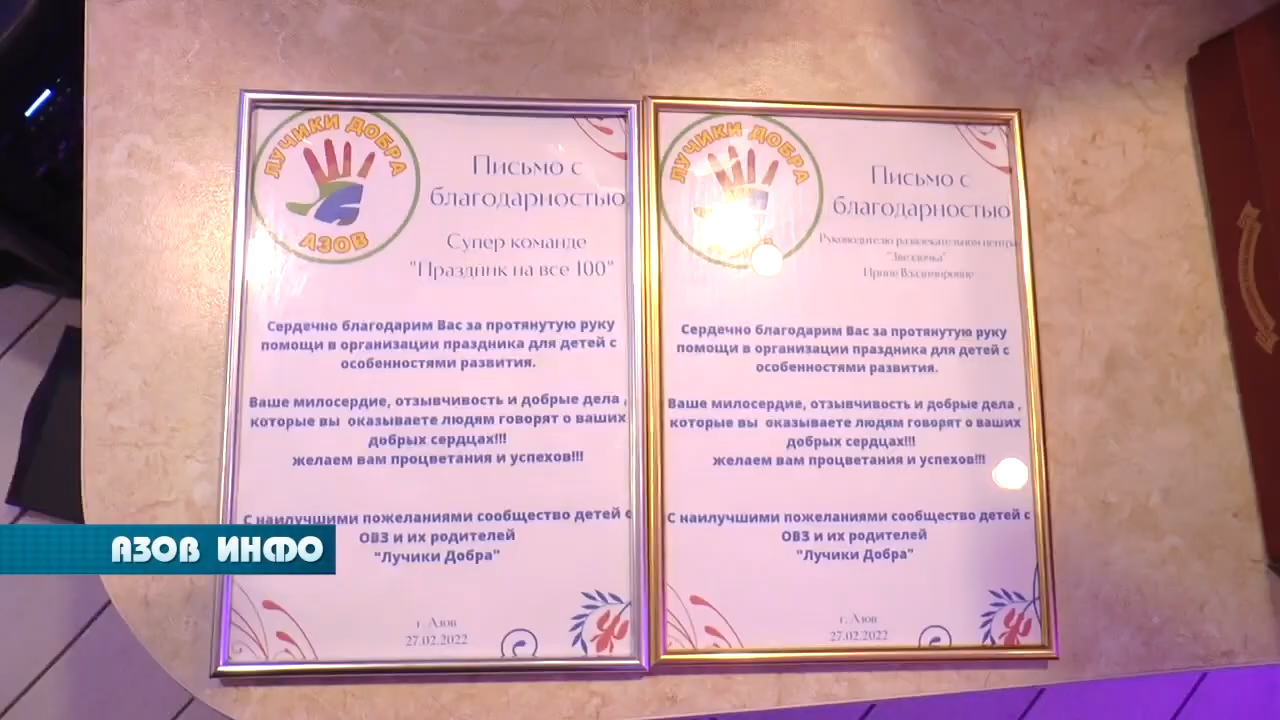 ЛУЧИКИ ДОБРА
АЗОВ
Письмо с
благодарностью
Супер команде
"Праздник на все 100"
Сердечно благодарим Вас за протянутую руку
помощи в организации праздника для детей с
особенностями развития.
Ваше милосердие, отзывчивость и добрые дела ,
которые вы оказываете людям говорят о ваших
добрых сердцах!!!
желаем вам процветания и успехов!!!
С наилучшими пожеланиями сообщество детей с
ОВЗ и их родителей
"Лучики Добра"
г. Азов
27.02.2022
ЛУЧИКИ ДОБРА
Письмо с
благодарностью
Руководителю развлекательном центра
"Звездочка"
Ирине Владимировне
Сердечно благодарим Вас за протянутую руку
помощи в организации праздника для детей с
особенностями развития.
Ваше милосердие, отзывчивость и добрые дела ,
которые вы оказываете людям говорят о ваших
добрых сердцах!!!
желаем вам процветания и успехов!!!
С наилучшими пожеланиями сообщество детей с
ОВЗ и их родителей
"Лучики Добра"
г. Азов
27.02.2022
АЗОВ ИНФО